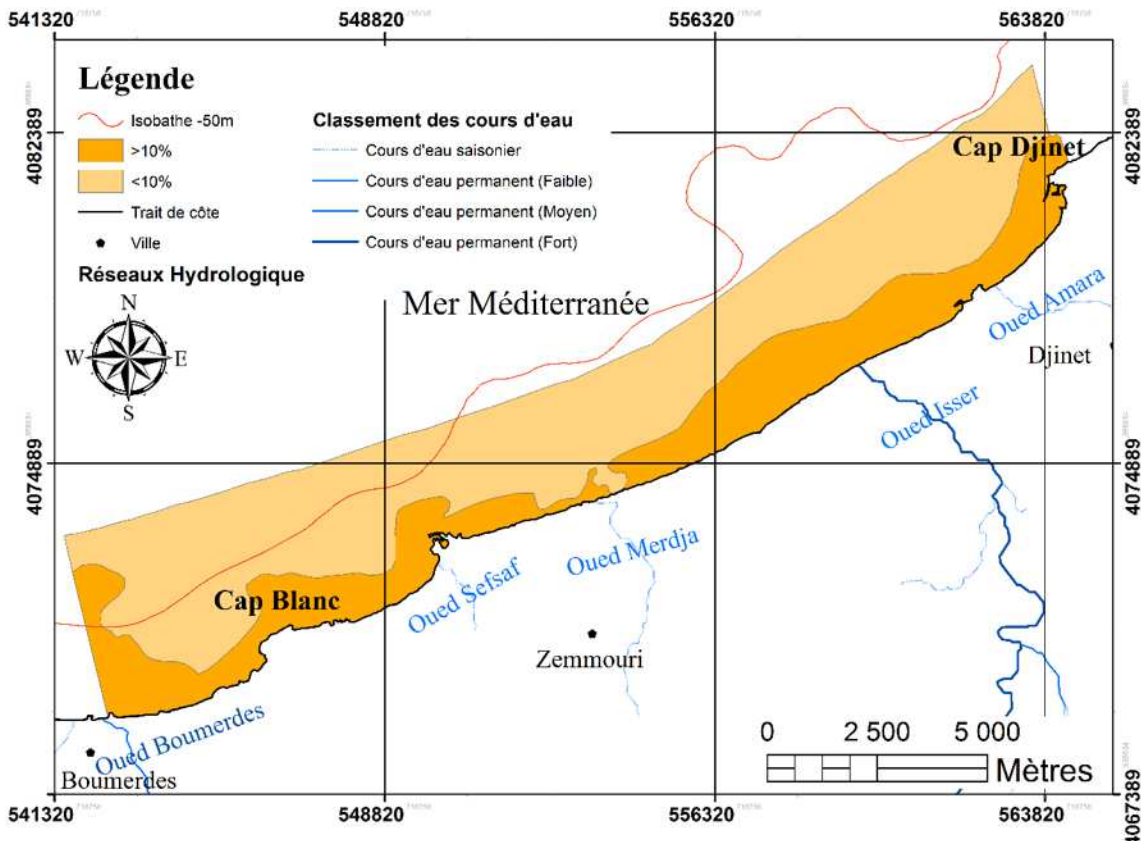 541320
548820
556320
563820
Légende
Isobathe -50m
>10%
<10%
Trait de côte
Ville
Réseaux Hydrologique
Classement des cours d'eau
Cours d'eau saisonier
Cours d'eau permanent (Faible)
Cours d'eau permanent (Moyen)
Cours d'eau permanent (Fort)
4082389
4082389
Cap Djinet
N
W
E
S
Mer Méditerranée
Oued Amara
Djinet
Oued Isser
4074889
4074889
Oued Merdja
Oued Sefsaf
Cap Blanc
Zemmouri
Oued Boumerdes
Boumerdes
0
2 500
5 000
Mètres
4067389
541320
548820
556320
563820